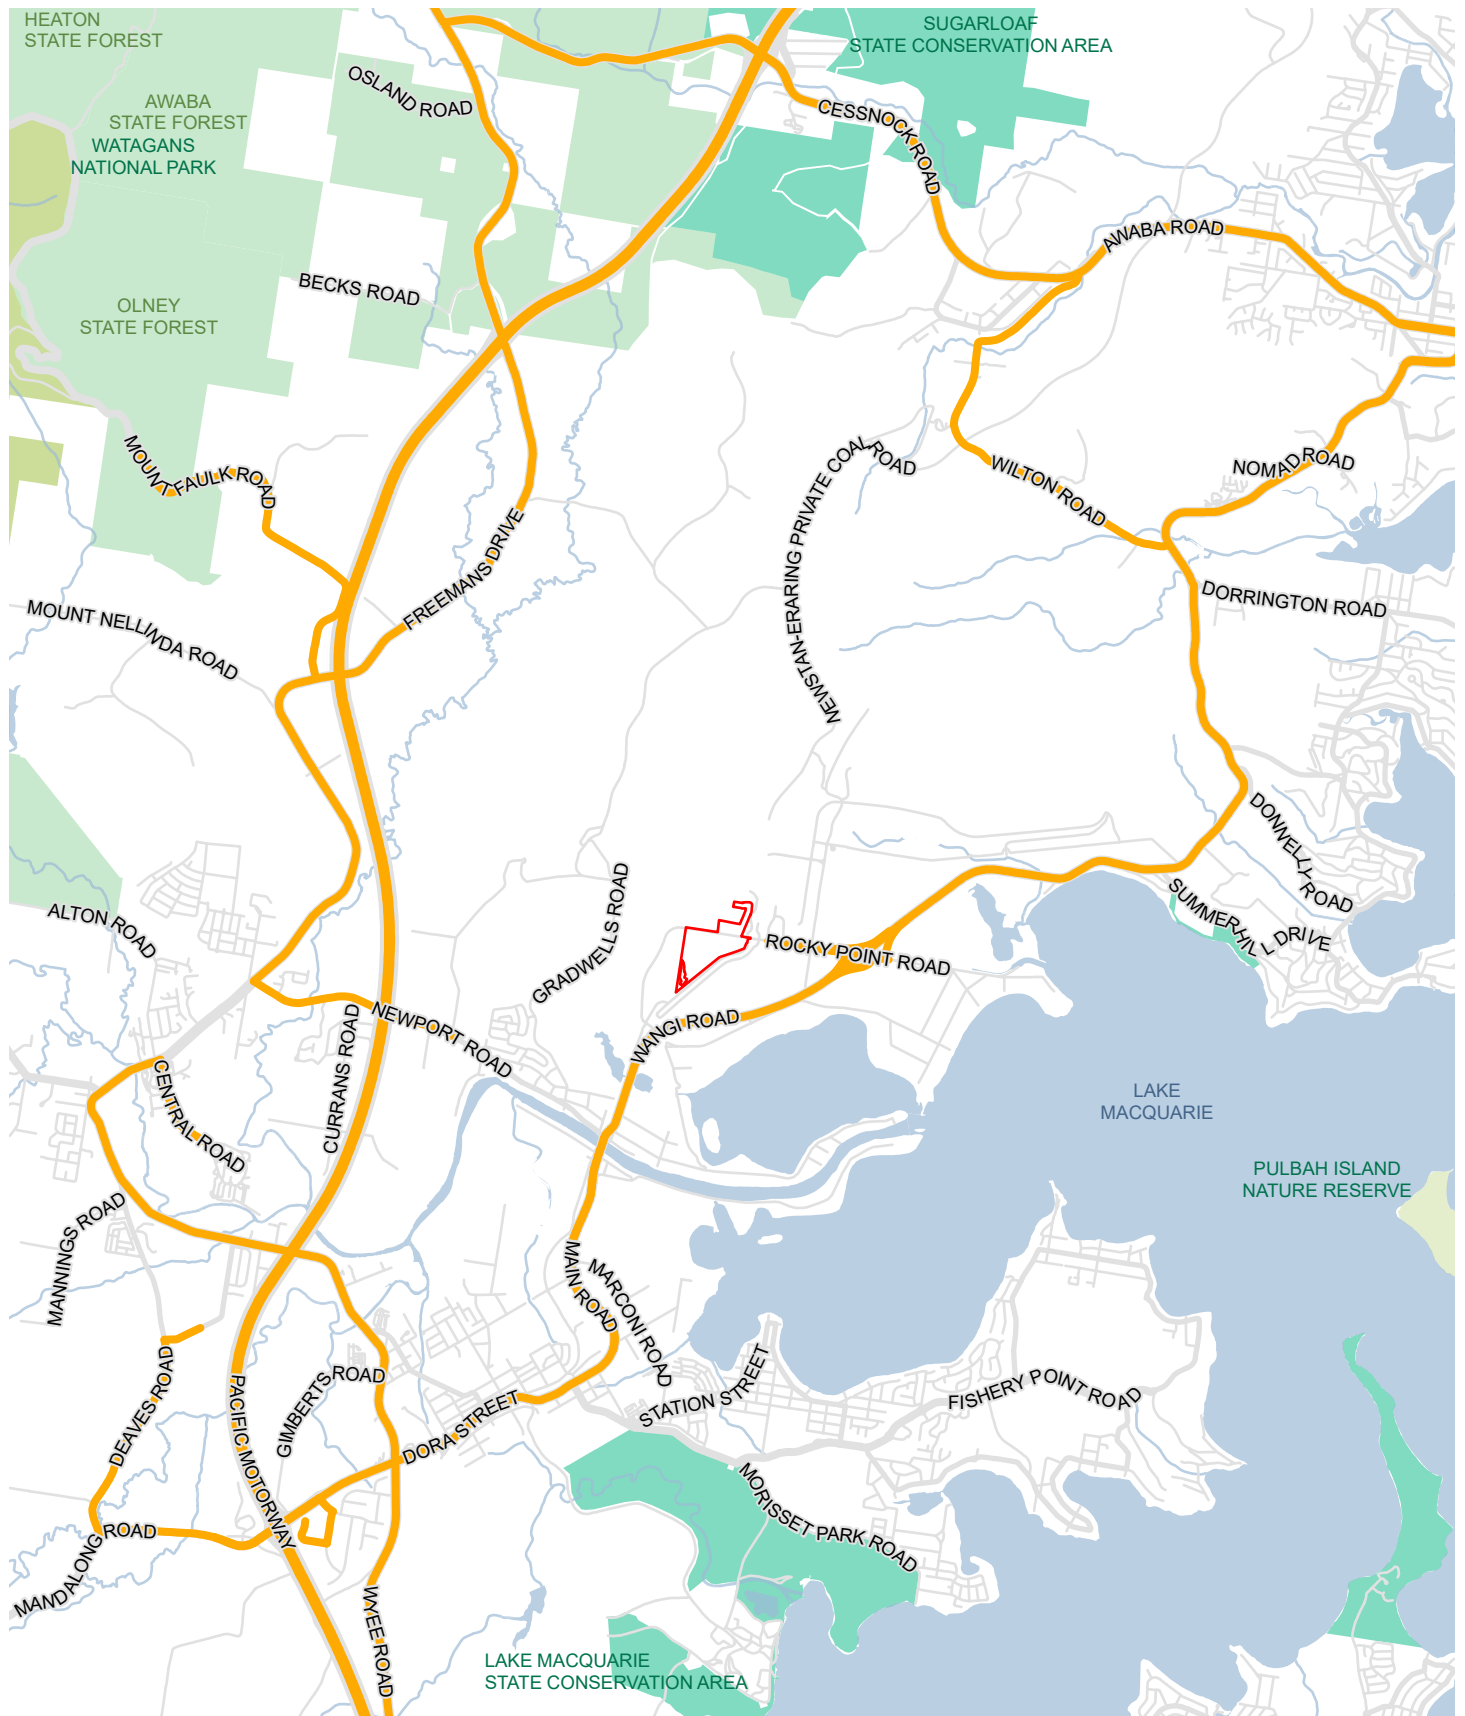 HEATON
STATE FOREST
SUGARLOAF
STATE CONSERVATION AREA
OSLAND ROAD
AWABA
STATE FOREST
WATAGANS
NATIONAL PARK
CESSNOCK ROAD
AWABA ROAD
BECKS ROAD
OLNEY
STATE FOREST
MOUNT FAULK ROAD
NEWSTAN-ERARING PRIVATE COAL ROAD
WILTON ROAD
NOMAD ROAD
FREEMANS DRIVE
DORRINGTON ROAD
MOUNT NELLINDA ROAD
DONNELLY ROAD
SUMMERHILL DRIVE
ALTON ROAD
GRADWELLS ROAD
ROCKY POINT ROAD
NEWPORT ROAD
WANGI ROAD
CURRANS ROAD
CENTRAL ROAD
LAKE
MACQUARIE
PULBAH ISLAND
NATURE RESERVE
MANNINGS ROAD
MAIN ROAD
MARCONI ROAD
DEAVES ROAD
PACIFIC MOTORWAY
GIMBERTS ROAD
STATION STREET
FISHERY POINT ROAD
DORA STREET
MORISSET PARK ROAD
MANDALONG ROAD
WYEE ROAD
LAKE MACQUARIE
STATE CONSERVATION AREA